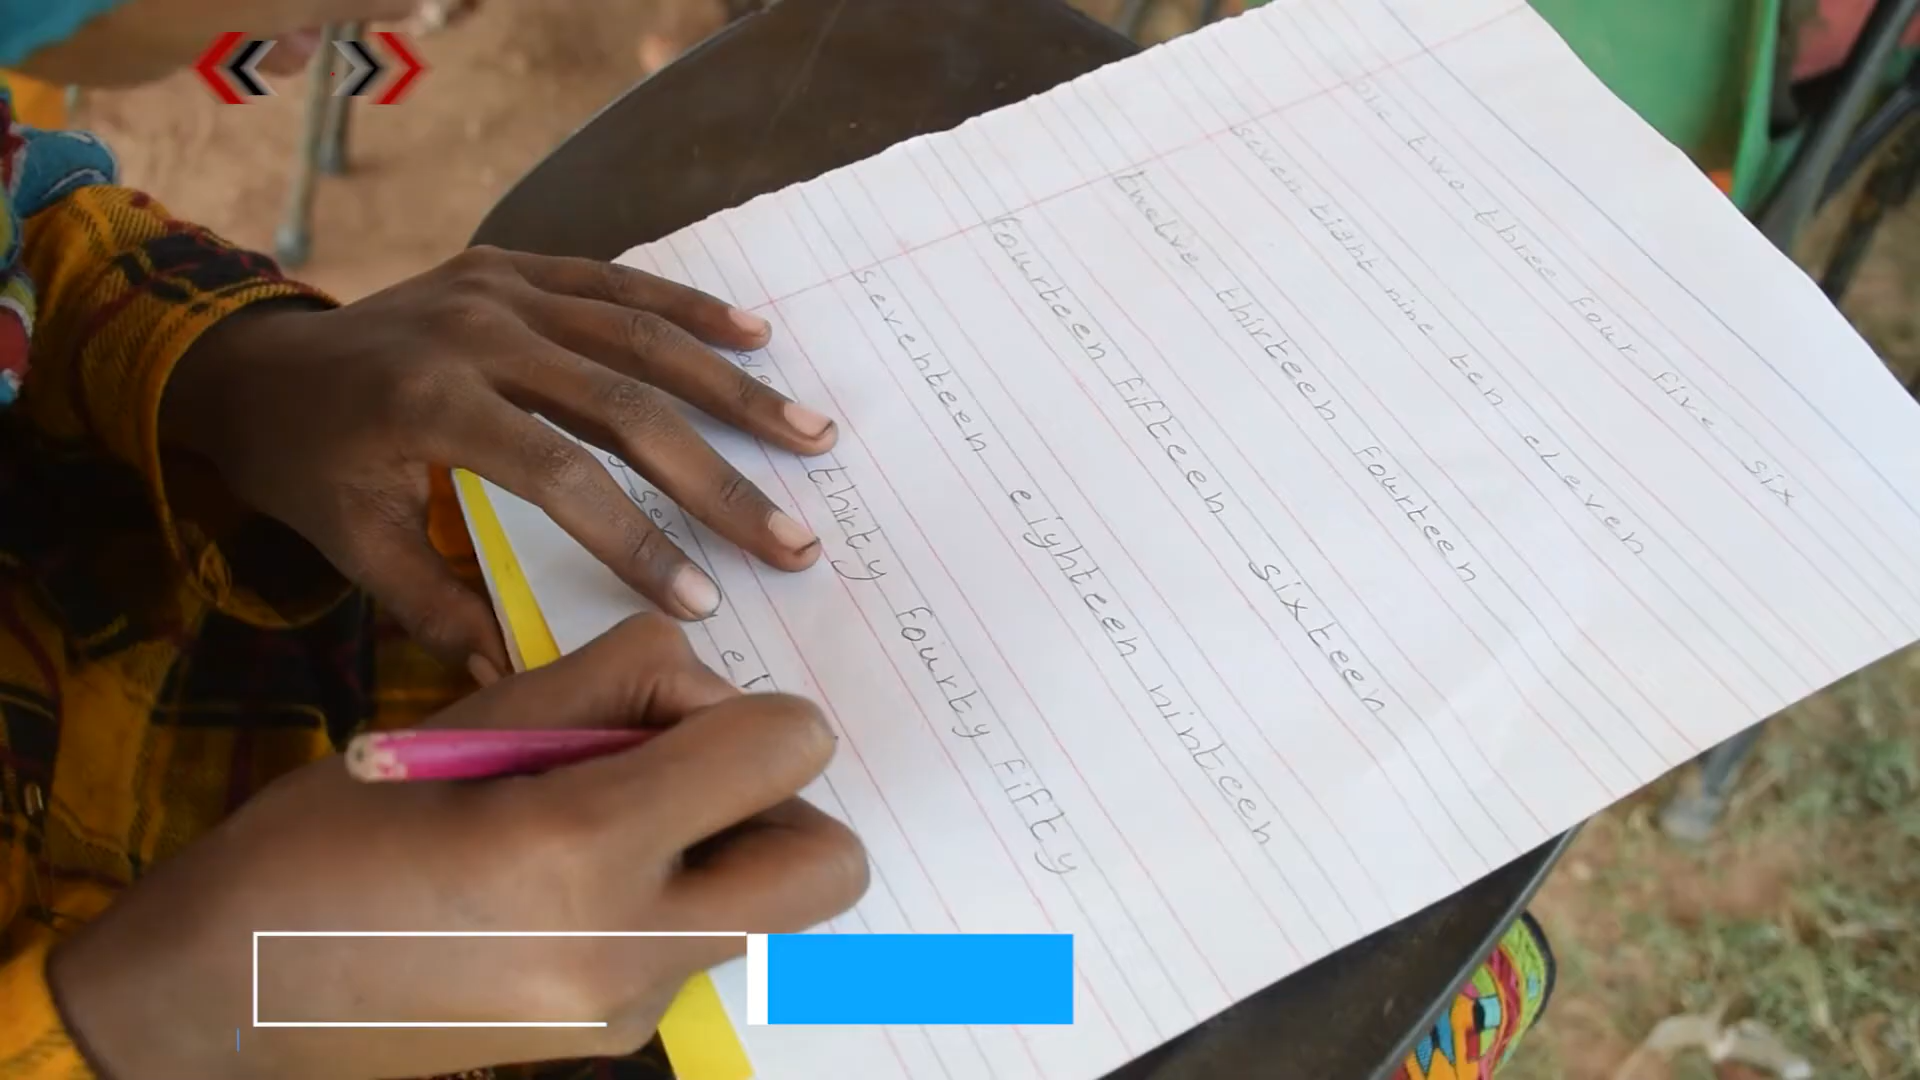 two three four five six
seven eight nine ten eleven
twelve thirteen fourteen
fourteen fifteen sixteen
seventeen eighteen ninteen
thirty fourty fifty